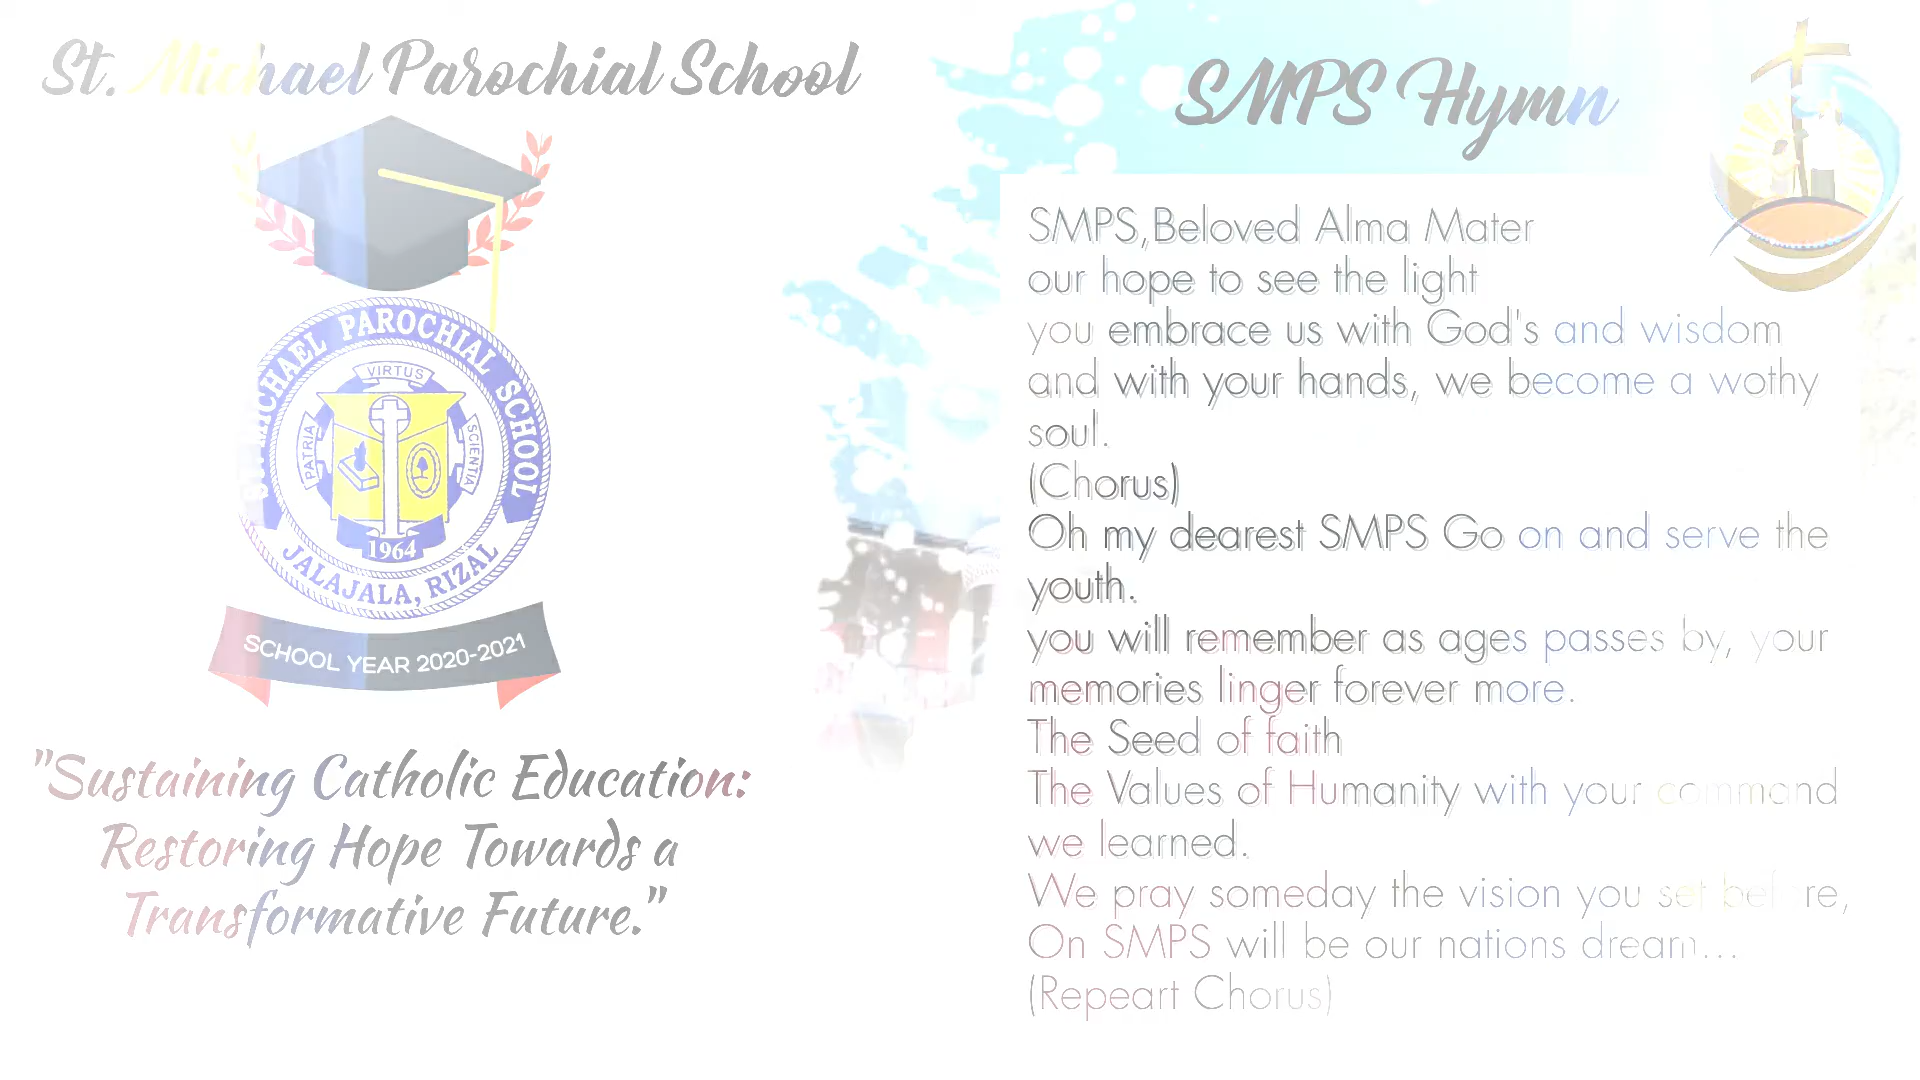 St. Michael Parochial School
ST. MICHAEL PAROCHIAL SCHOOL
VIRTUS
PATRIA
SCIENTIA
1964
JALAJALA, RIZAL
SCHOOL YEAR 2020-2021
"Sustaining Catholic Education:
Restoring Hope Towards a
Transformative Future."
SMPS Hymn
SMPS,Beloved Alma Mater
our hope to see the light
you embrace us with God's and wisdom
and with your hands, we become a wothy
soul.
(Chorus)
Oh my dearest SMPS Go on and serve the
youth.
you will remember as ages passes by, your
memories linger forever more.
The Seed of faith
The Values of Humanity with your command
we learned.
We pray someday the vision you set before,
On SMPS will be our nations dream...
(Repeart Chorus)